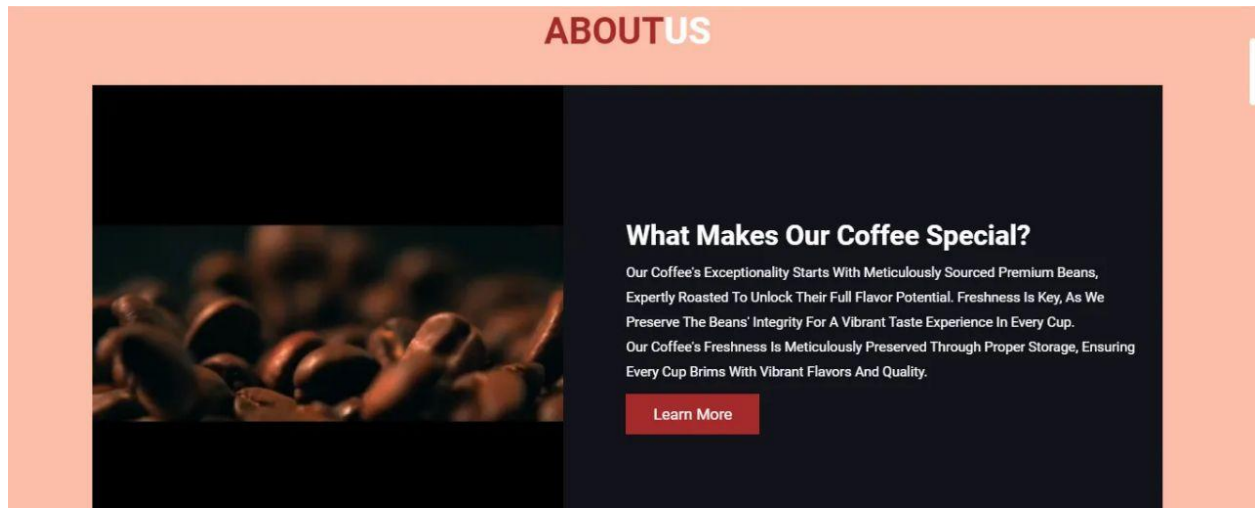 ABOUTUS
What Makes Our Coffee Special?
Our Coffee's Exceptionality Starts With Meticulously Sourced Premium Beans,
Expertly Roasted To Unlock Their Full Flavor Potential. Freshness Is Key, As We
Preserve The Beans' Integrity For A Vibrant Taste Experience In Every Cup.
Our Coffee's Freshness Is Meticulously Preserved Through Proper Storage, Ensuring
Every Cup Brims With Vibrant Flavors And Quality.
Learn More